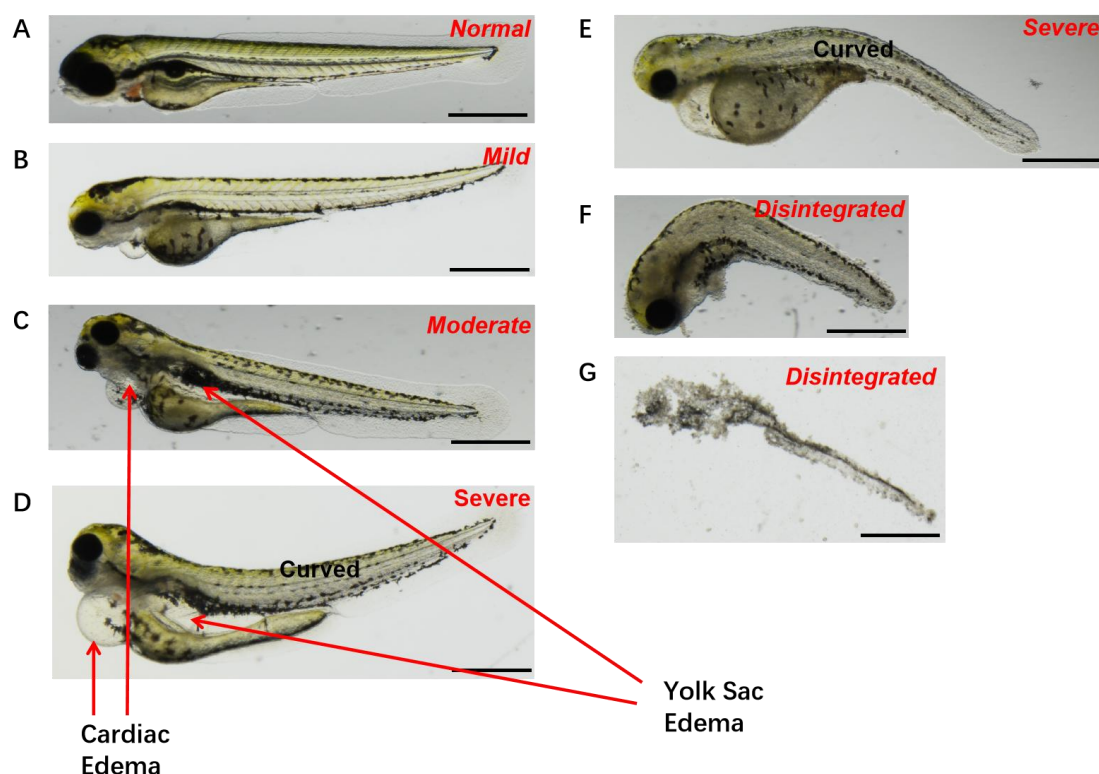 A
Normal
B
Mild
C
Moderate
D
Severe
Curved
E
Severe
Curved
F
Disintegrated
G
Disintegrated
Cardiac
Edema
Yolk Sac
Edema